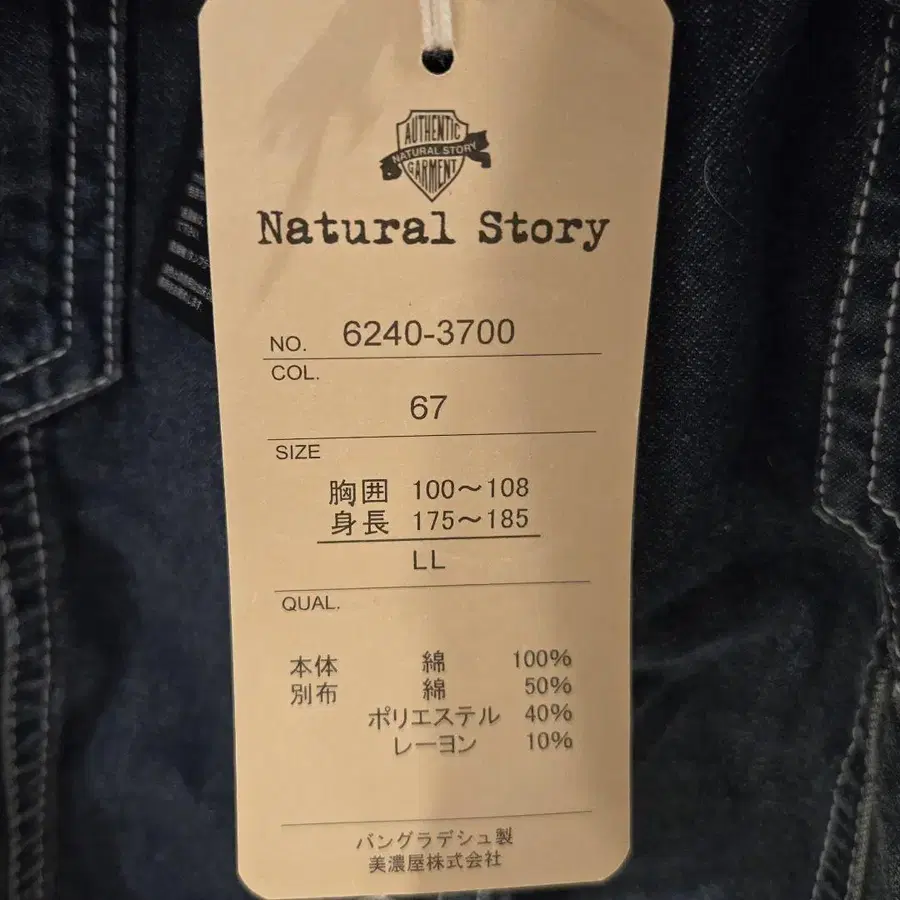 AUTHENTIC
NATURAL STORY
GARMENT
Natural Story
NO. 6240-3700
COL.
67
SIZE
胸囲 100～108
身長 175～185
LL
QUAL.
本体 綿 100%
別布 綿 50%
ポリエステル 40%
レーヨン 10%
バングラデシュ製
美濃屋株式会社